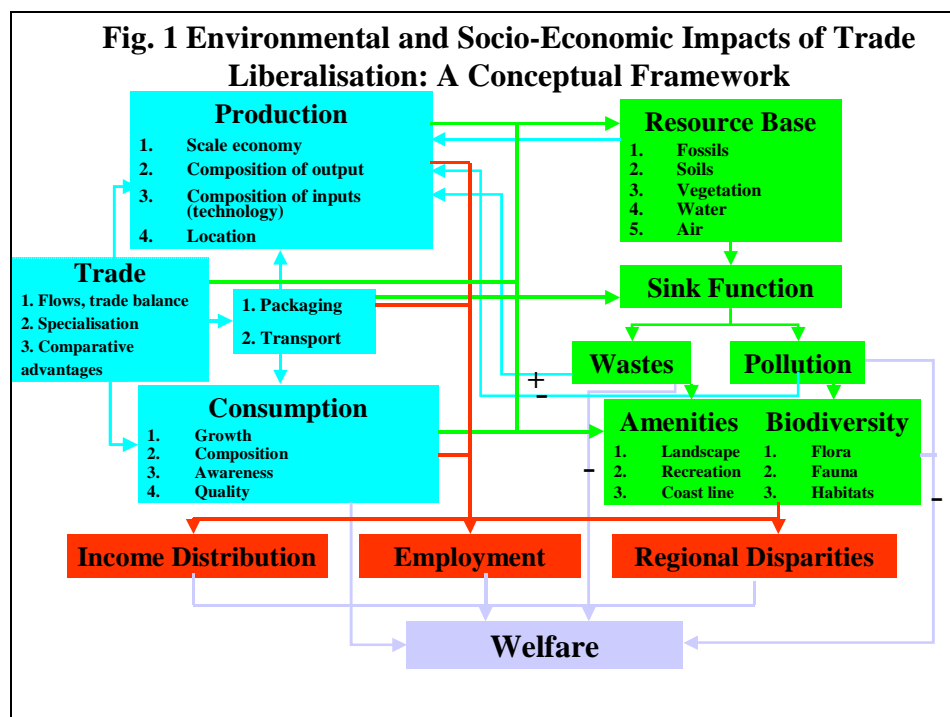 Fig. 1 Environmental and Socio-Economic Impacts of Trade
Liberalisation: A Conceptual Framework
Production
1. Scale economy
2. Composition of output
3. Composition of inputs
(technology)
4. Location
Resource Base
1. Fossils
2. Soils
3. Vegetation
4. Water
5. Air
Trade
1. Flows, trade balance
2. Specialisation
3. Comparative
advantages
1. Packaging
2. Transport
Sink Function
Wastes
Pollution
+
-
Consumption
1. Growth
2. Composition
3. Awareness
4. Quality
Amenities
1. Landscape
2. Recreation
3. Coast line
Biodiversity
1. Flora
2. Fauna
3. Habitats
-
-
Income Distribution
Employment
Regional Disparities
Welfare